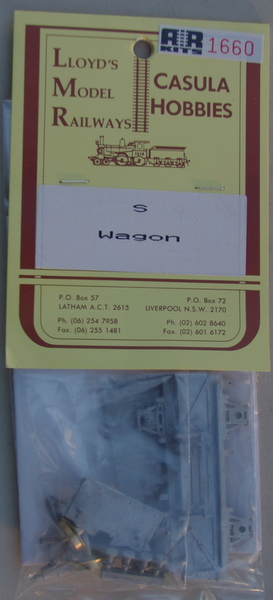 AR
KITS
1660
LLOYD'S
MODEL
RAILWAYS
CASULA
HOBBIES
S
Wagon
P.O. Box 57
LATHAM A.C.T. 2615
Ph. (06) 254 7958
Fax. (06) 255 1481
P.O. Box 72
LIVERPOOL N.S.W. 2170
Ph. (02) 602 8640
Fax. (02) 601 6172